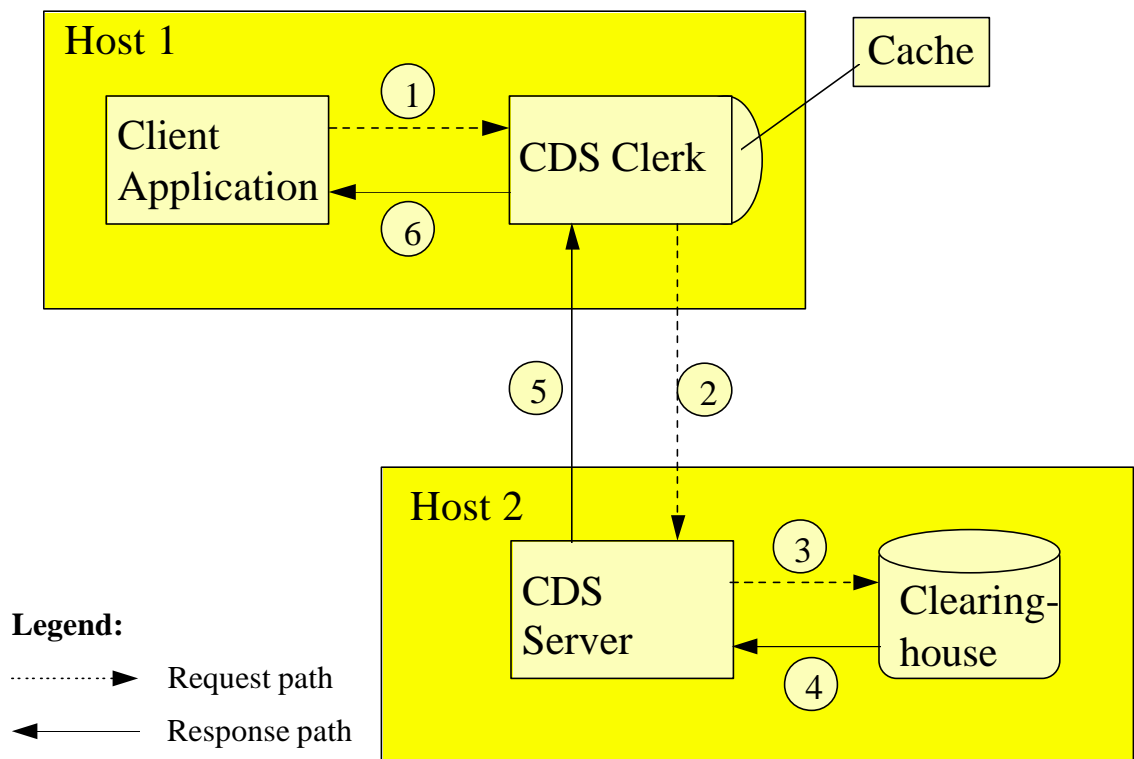 Host 1
Cache
1
Client
Application
CDS Clerk
6
5
2
Host 2
3
CDS
Server
Clearing-
house
4
Legend:
Request path
Response path